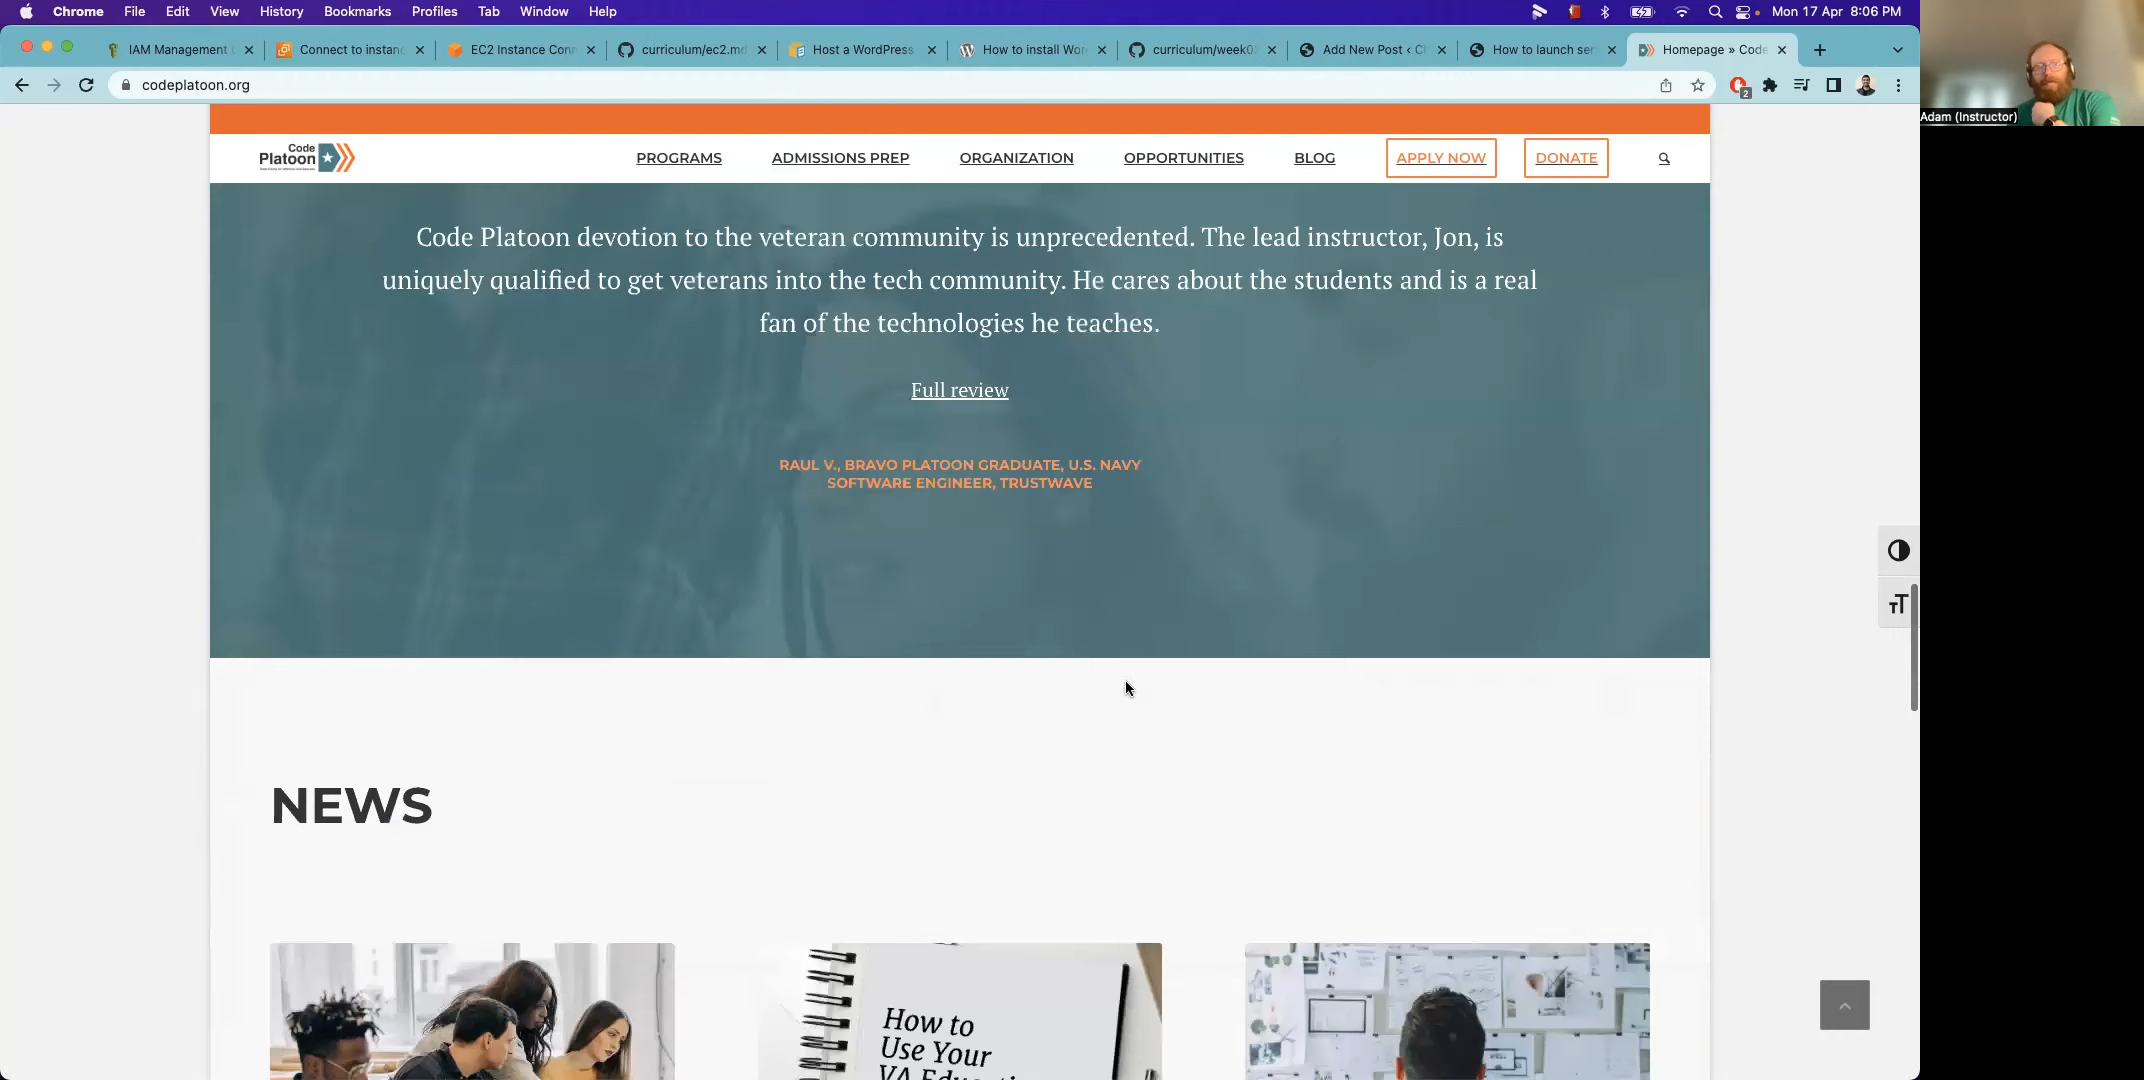 Chrome File Edit View History Bookmarks Profiles Tab Window Help Mon 17 Apr 8:06 PM
IAM Management Connect to instanc EC2 Instance Conn curriculum/ec2.md Host a WordPress How to install Wor curriculum/week0 Add New Post ‹ C How to launch ser Homepage » Code
codeplatoon.org
2
Adam (Instructor)
Code
Platoon
PROGRAMS ADMISSIONS PREP ORGANIZATION OPPORTUNITIES BLOG APPLY NOW DONATE
Code Platoon devotion to the veteran community is unprecedented. The lead instructor, Jon, is
uniquely qualified to get veterans into the tech community. He cares about the students and is a real
fan of the technologies he teaches.
Full review
RAUL V., BRAVO PLATOON GRADUATE, U.S. NAVY
SOFTWARE ENGINEER, TRUSTWAVE
TT
NEWS
How to
Use Your
VA Educati